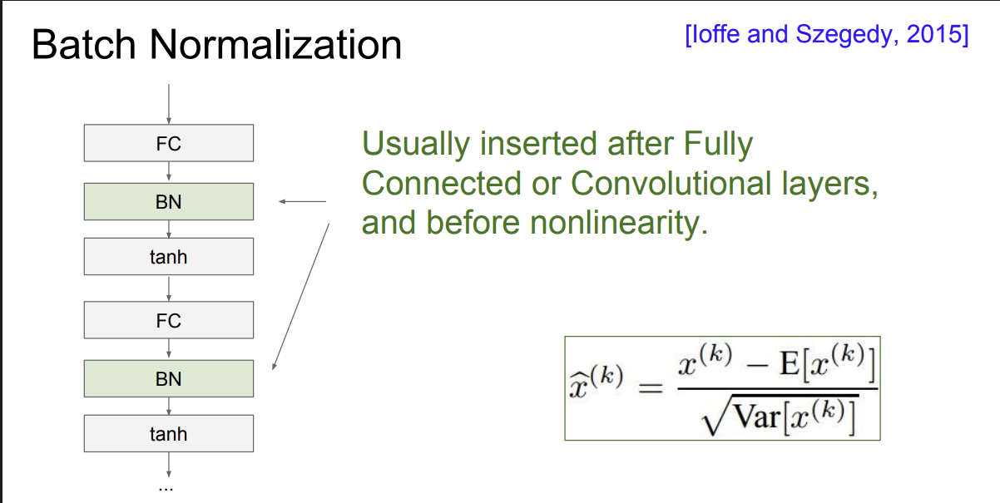 Batch Normalization
[Ioffe and Szegedy, 2015]
FC
BN
tanh
FC
BN
tanh
...
Usually inserted after Fully
Connected or Convolutional layers,
and before nonlinearity.
$\widehat{x}^{(k)} = \frac{x^{(k)} - \mathrm{E}[x^{(k)}]}{\sqrt{\mathrm{Var}[x^{(k)}]}}$